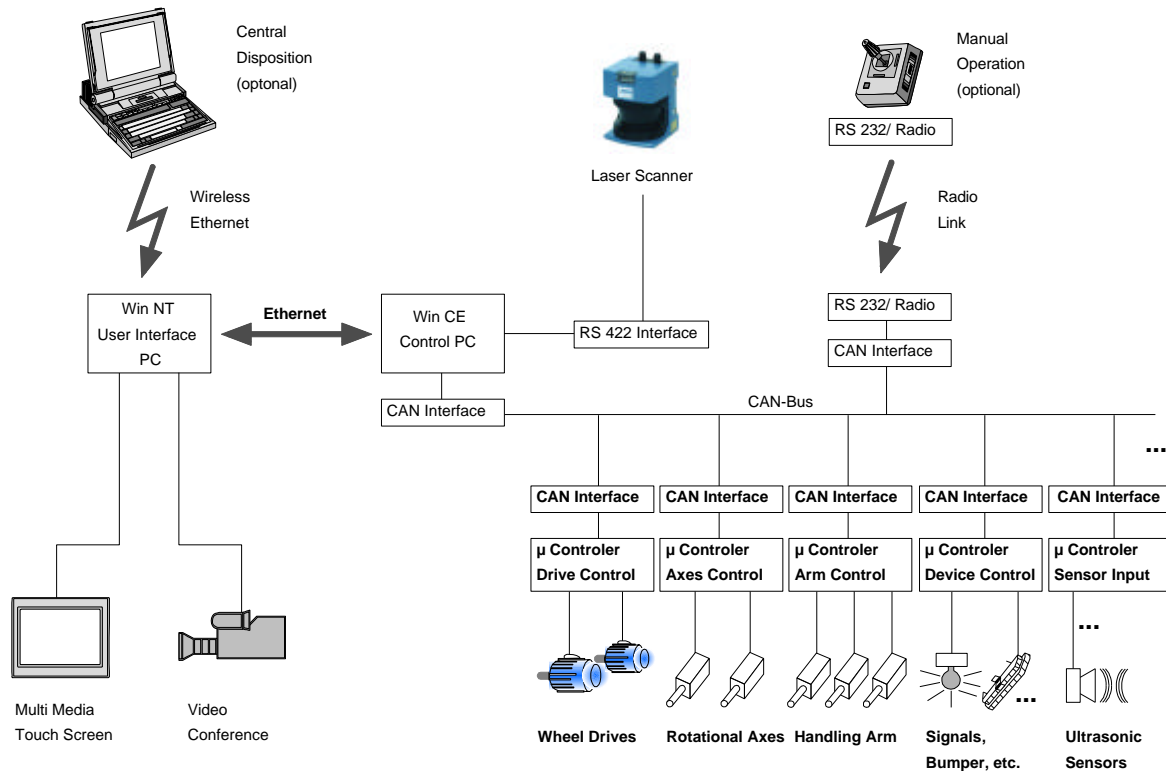 Central
Disposition
(optonal)
Manual
Operation
(optional)
RS 232/ Radio
Laser Scanner
Wireless
Ethernet
Radio
Link
Win NT
User Interface
PC
Ethernet
Win CE
Control PC
RS 422 Interface
RS 232/ Radio
CAN Interface
CAN Interface
CAN-Bus
...
CAN Interface
CAN Interface
CAN Interface
CAN Interface
CAN Interface
µ Controler
Drive Control
µ Controler
Axes Control
µ Controler
Arm Control
µ Controler
Device Control
µ Controler
Sensor Input
...
...
Multi Media
Touch Screen
Video
Conference
Wheel Drives
Rotational Axes
Handling Arm
Signals,
Bumper, etc.
Ultrasonic
Sensors